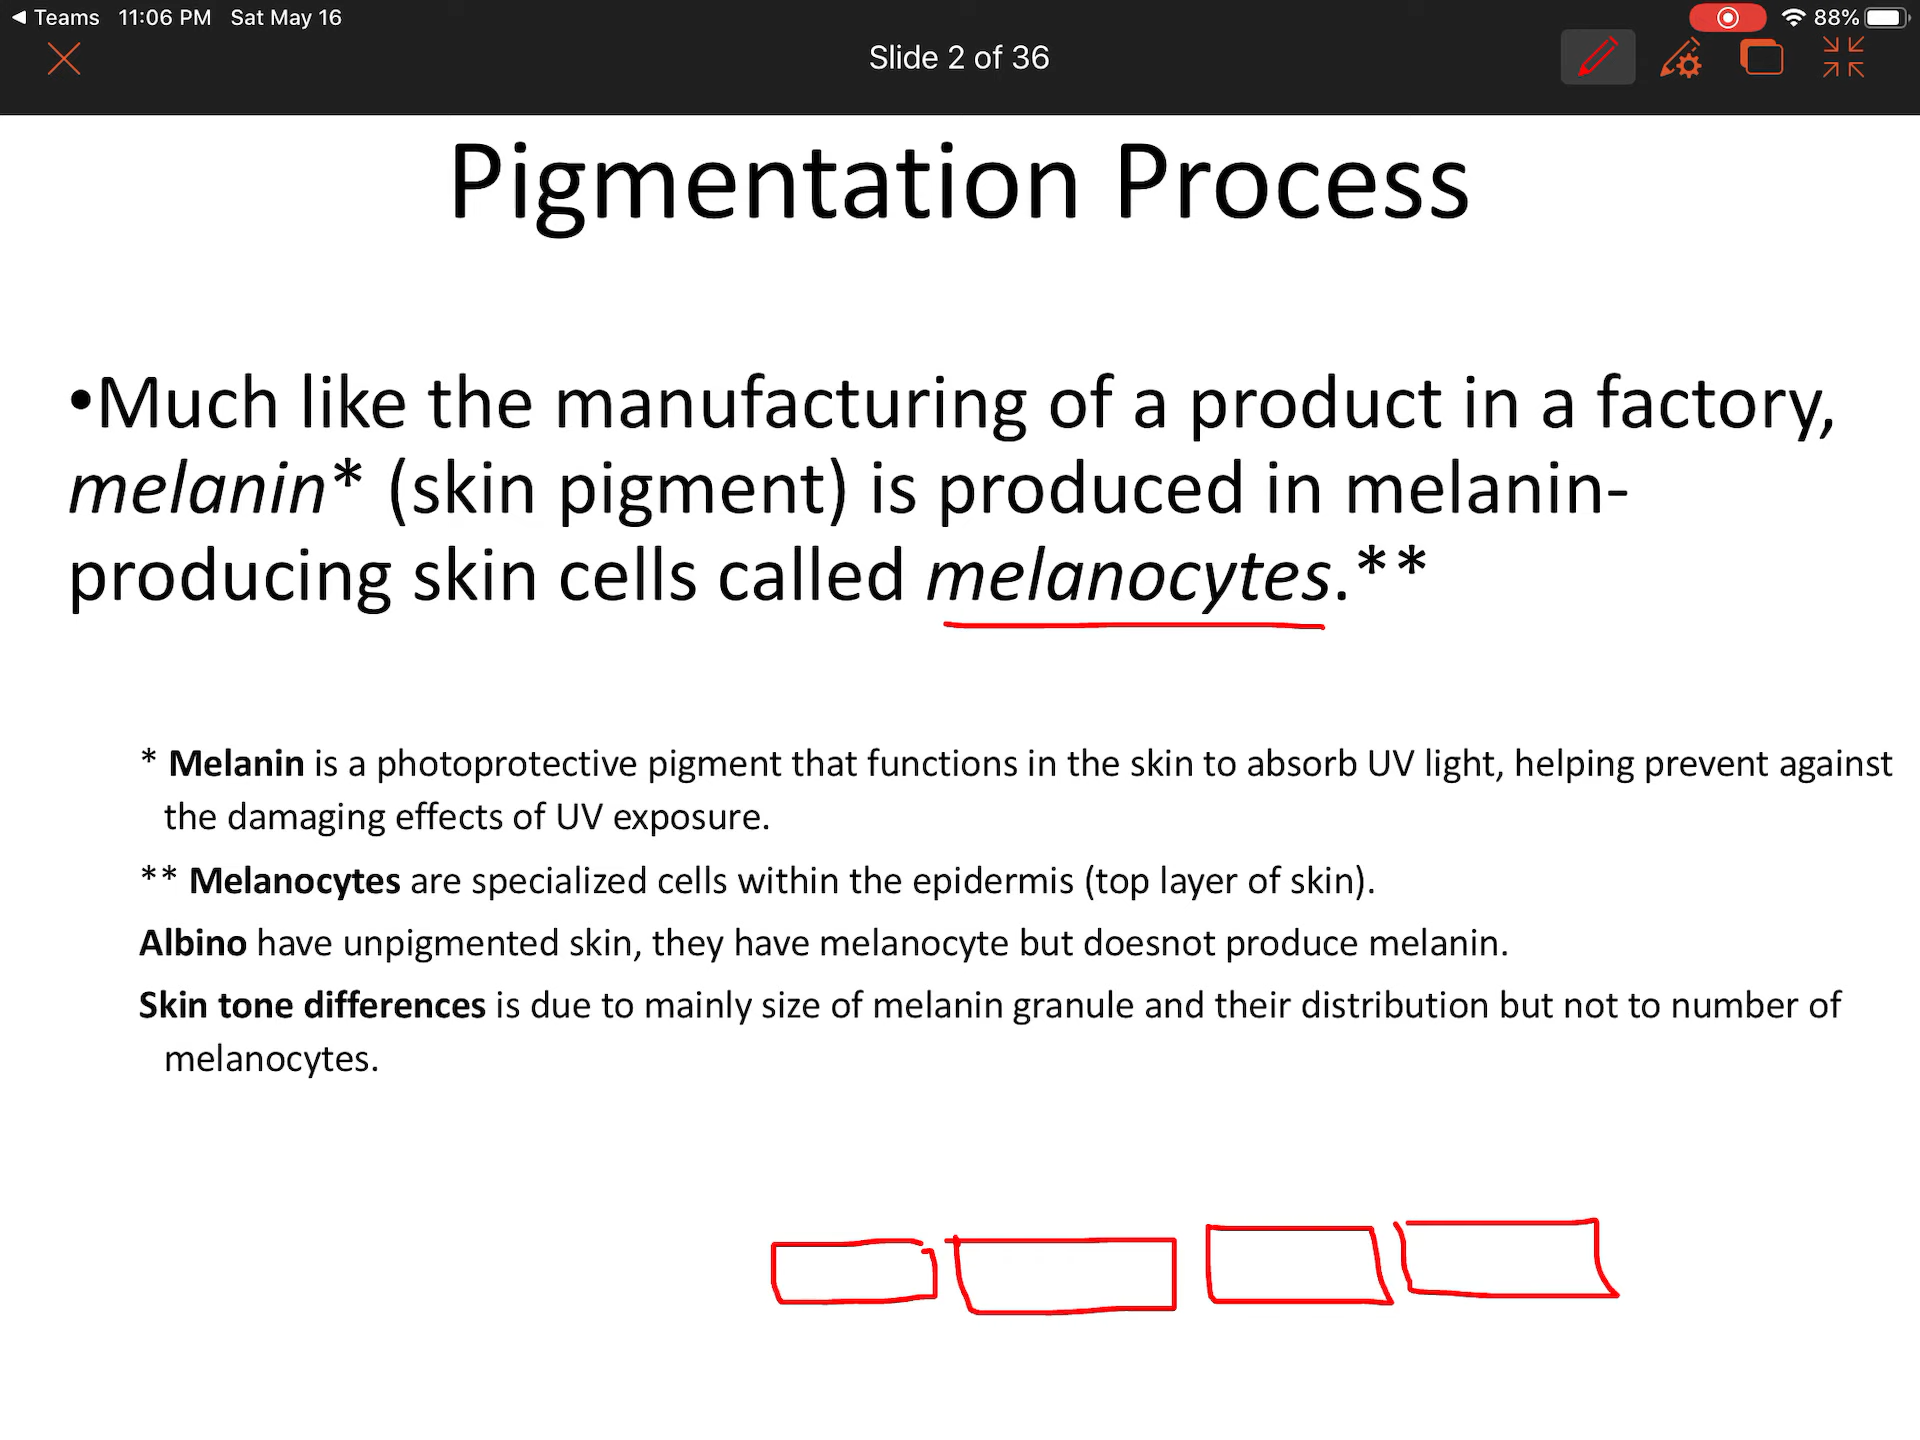 Teams 11:06 PM Sat May 16 88%
Slide 2 of 36
Pigmentation Process
•Much like the manufacturing of a product in a factory,
melanin* (skin pigment) is produced in melanin-
producing skin cells called melanocytes.**
* Melanin is a photoprotective pigment that functions in the skin to absorb UV light, helping prevent against
the damaging effects of UV exposure.
** Melanocytes are specialized cells within the epidermis (top layer of skin).
Albino have unpigmented skin, they have melanocyte but doesnot produce melanin.
Skin tone differences is due to mainly size of melanin granule and their distribution but not to number of
melanocytes.